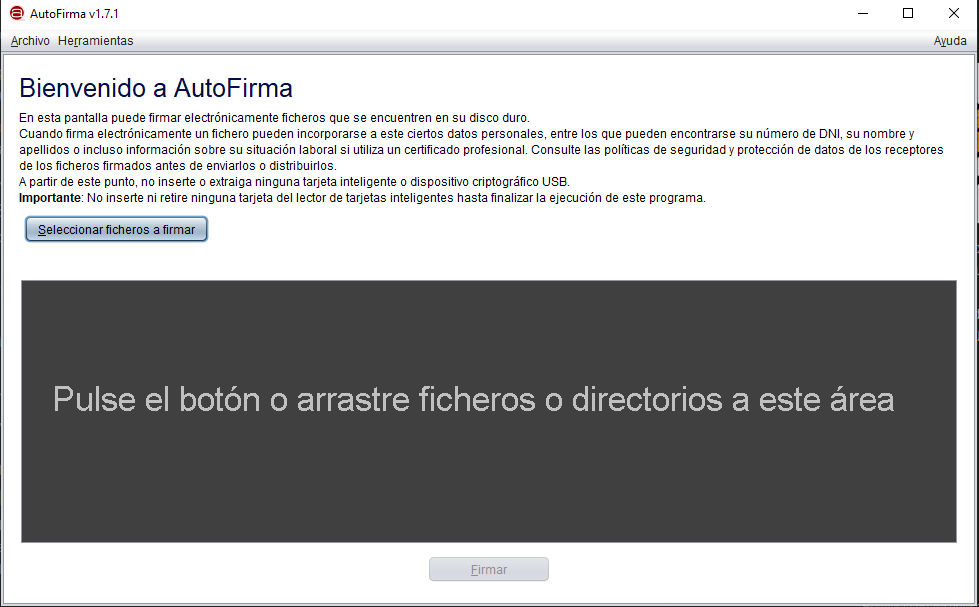 AutoFirma v1.7.1
Archivo Herramientas Ayuda
Bienvenido a AutoFirma
En esta pantalla puede firmar electrónicamente ficheros que se encuentren en su disco duro.
Cuando firma electrónicamente un fichero pueden incorporarse a este ciertos datos personales, entre los que pueden encontrarse su número de DNI, su nombre y
apellidos o incluso información sobre su situación laboral si utiliza un certificado profesional. Consulte las políticas de seguridad y protección de datos de los receptores
de los ficheros firmados antes de enviarlos o distribuirlos.
A partir de este punto, no inserte o extraiga ninguna tarjeta inteligente o dispositivo criptográfico USB.
Importante: No inserte ni retire ninguna tarjeta del lector de tarjetas inteligentes hasta finalizar la ejecución de este programa.
Seleccionar ficheros a firmar
Pulse el botón o arrastre ficheros o directorios a este área
Firmar